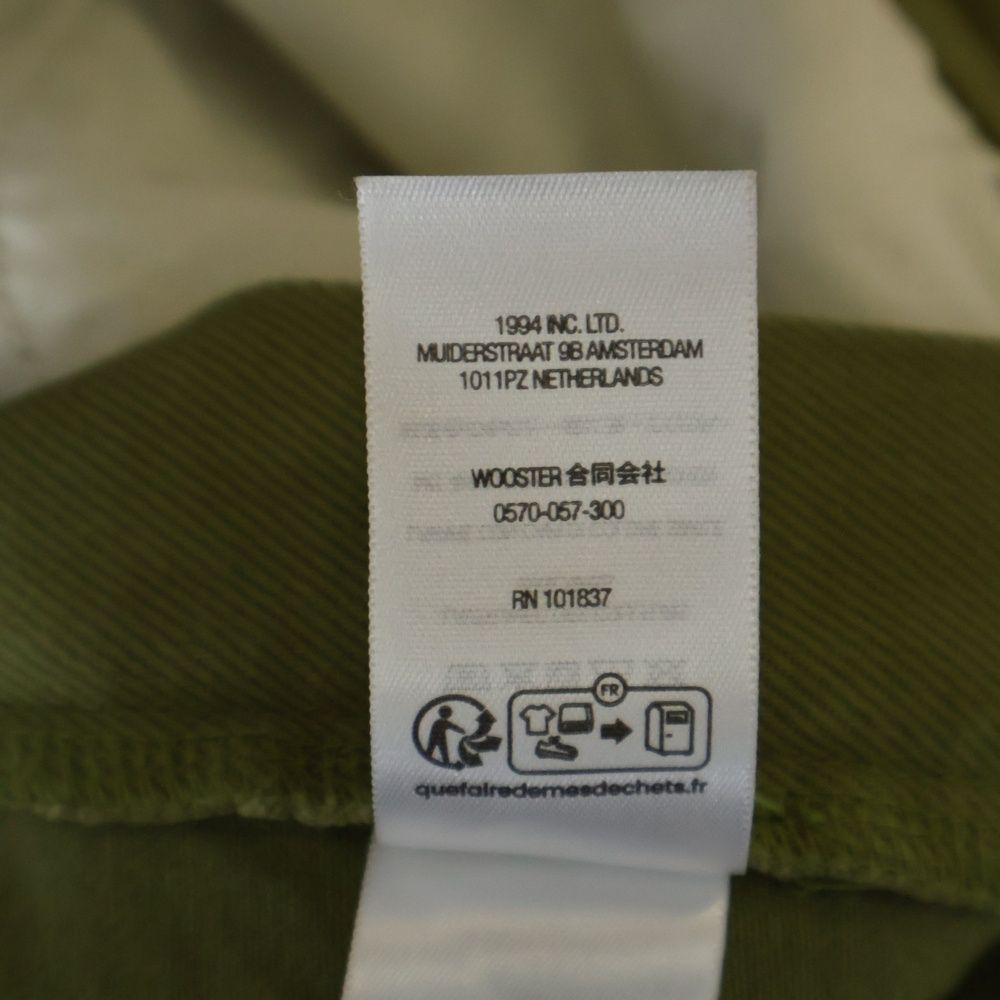 1994 INC. LTD.
MUIDERSTRAAT 9B AMSTERDAM
1011PZ NETHERLANDS
WOOSTER 合同会社
0570-057-300
RN 101837
FR
quefairedemesdechets.fr